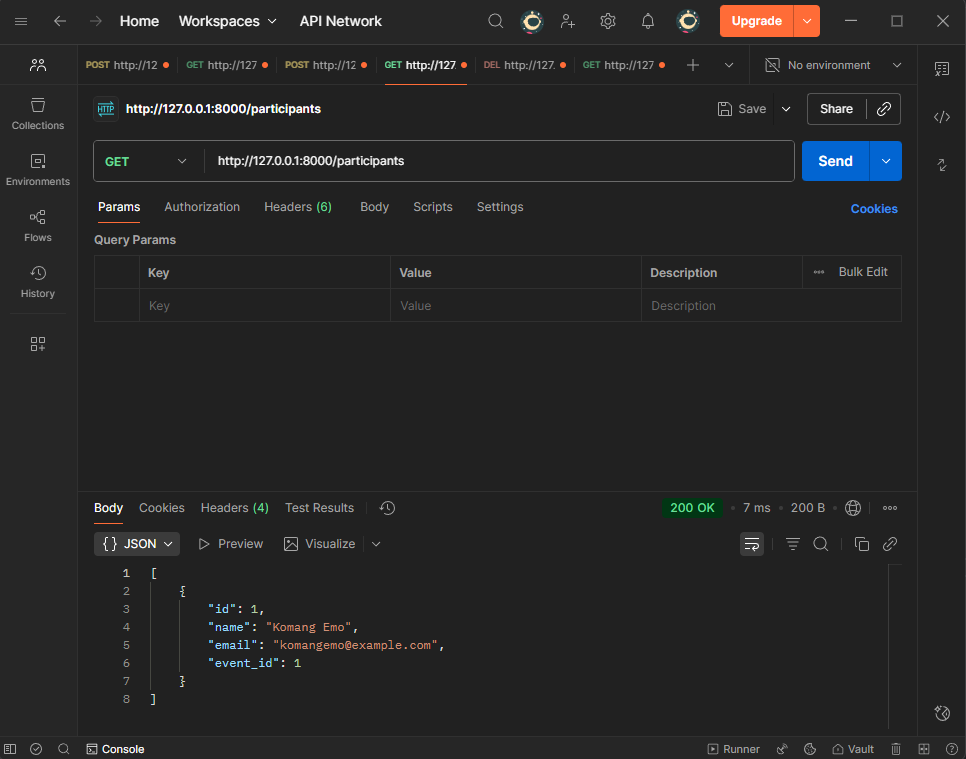 Home Workspaces API Network Upgrade
POST http://12 GET http://127 POST http://12 GET http://127. DEL http://127. GET http://127 No environment
HTTP http://127.0.0.1:8000/participants Save Share
GET http://127.0.0.1:8000/participants Send
Params Authorization Headers (6) Body Scripts Settings Cookies
Query Params
Key Value Description Bulk Edit
Key Value Description
Collections
Environments
Flows
History
Body Cookies Headers (4) Test Results 200 OK 7 ms 200 B
{} JSON Preview Visualize
1 [
2 {
3 "id": 1,
4 "name": "Komang Emo",
5 "email": "komangemo@example.com",
6 "event_id": 1
7 }
8 ]
Console Runner Vault